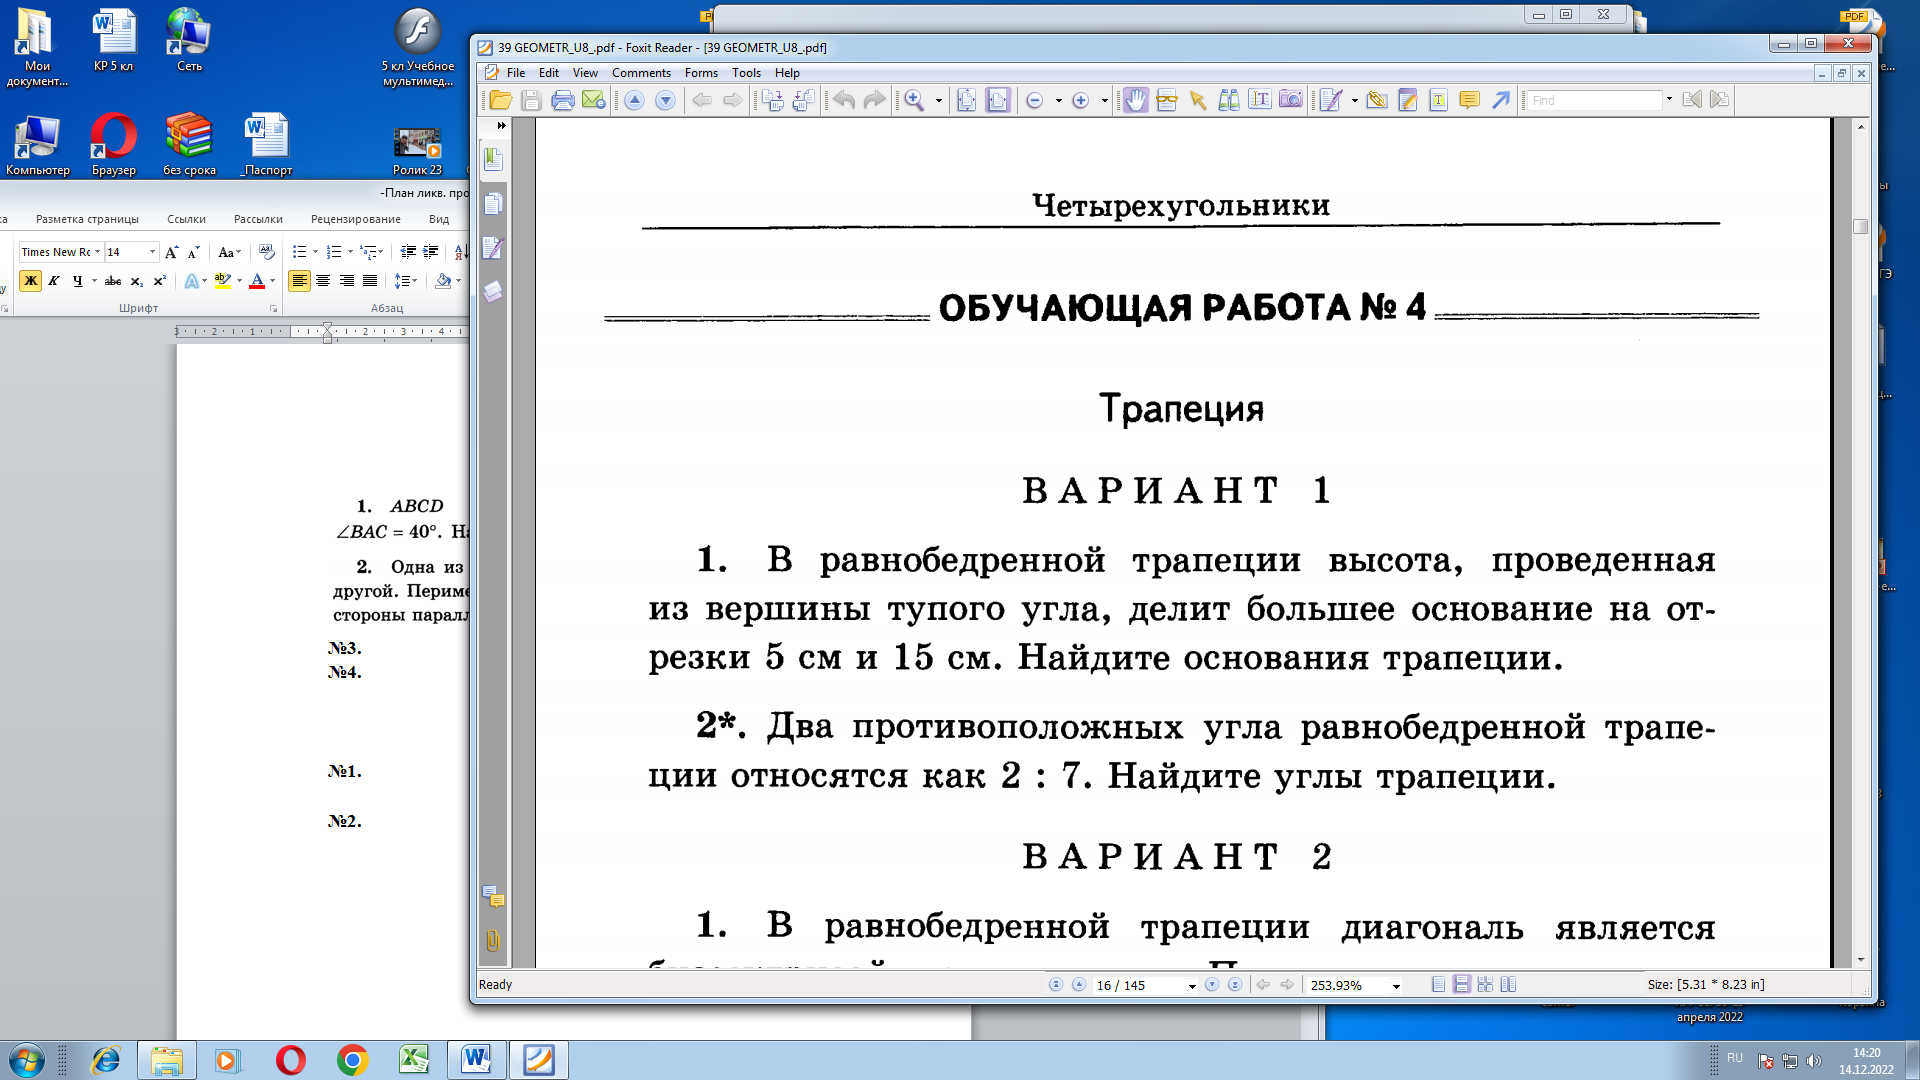 Мои
документ...
КР 5 кл
Сеть
5 кл Учебное
мультимед...
Компьютер
Браузер
без срока
_Паспорт
Ролик 23
-План ликв. про
Разметка страницы
Ссылки
Рассылки
Рецензирование
Вид
Times New Rc
14
Шрифт
Абзац
1. ABCD
∠BAC = 40°. На
2. Одна из
другой. Периме
стороны паралл
№3.
№4.
№1.
№2.
39 GEOMETR_U8_.pdf - Foxit Reader - [39 GEOMETR_U8_.pdf]
File Edit View Comments Forms Tools Help
Find
Четырехугольники
ОБУЧАЮЩАЯ РАБОТА № 4
Трапеция
ВАРИАНТ 1
1. В равнобедренной трапеции высота, проведенная
из вершины тупого угла, делит большее основание на от-
резки 5 см и 15 см. Найдите основания трапеции.
2*. Два противоположных угла равнобедренной трапе-
ции относятся как 2 : 7. Найдите углы трапеции.
ВАРИАНТ 2
1. В равнобедренной трапеции диагональ является
Ready
16 / 145
253.93%
Size: [5.31 * 8.23 in]
апреля 2022
RU
14:20
14.12.2022